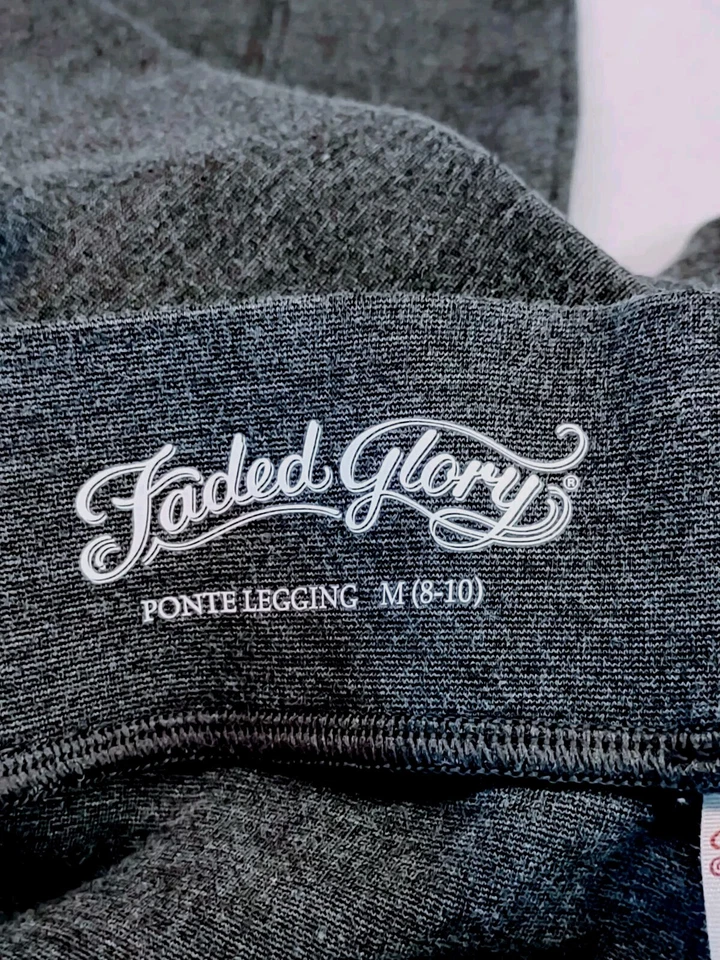 Faded Glory®
PONTE LEGGING M (8-10)